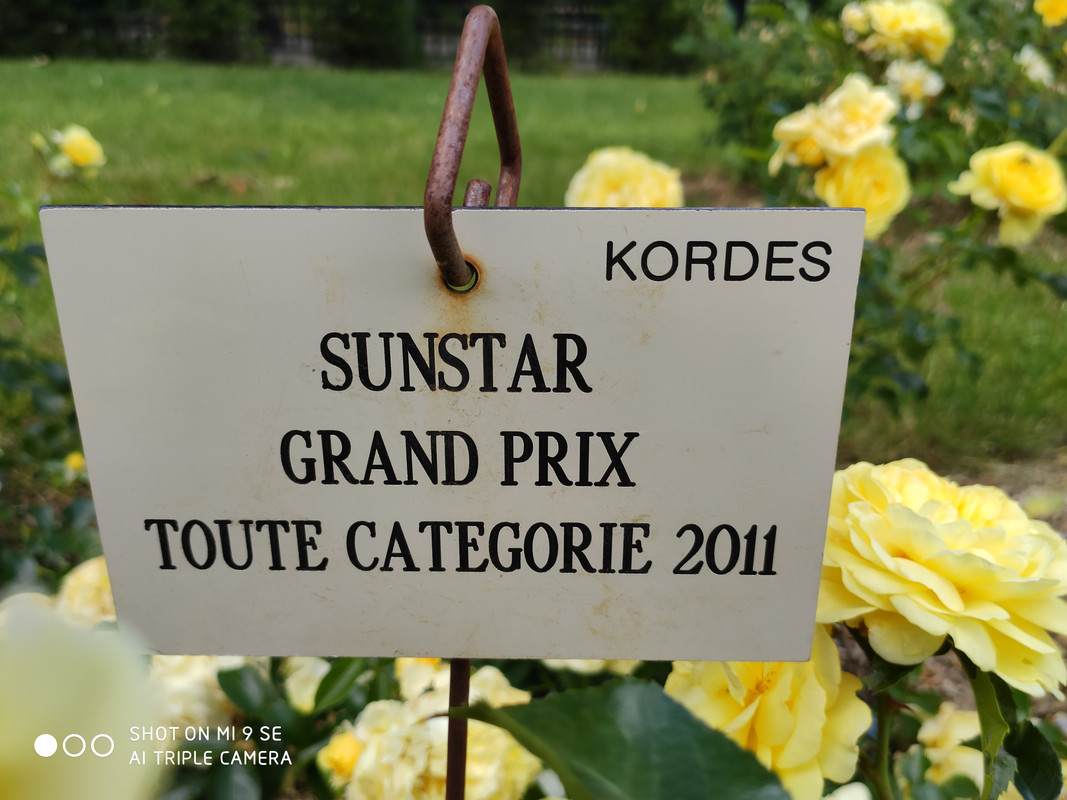 KORDES
SUNSTAR
GRAND PRIX
TOUTE CATEGORIE 2011
SHOT ON MI 9 SE
AI TRIPLE CAMERA